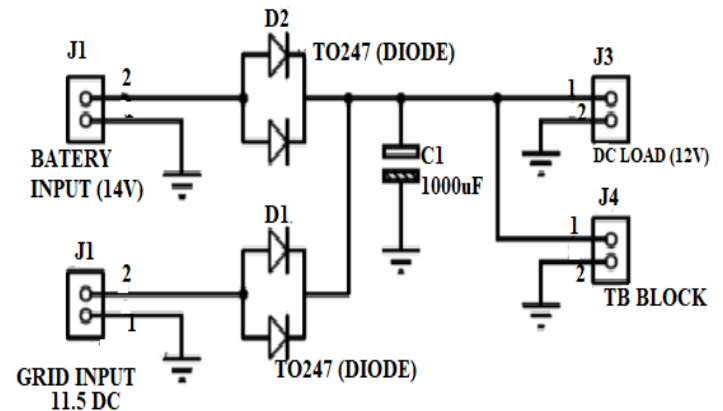 D2
J1
TO247 (DIODE)
J3
2
1
2
BATERY
INPUT (14V)
C1
1000uF
DC LOAD (12V)
D1
J4
J1
1
2
2
1
TB BLOCK
TO247 (DIODE)
GRID INPUT
11.5 DC